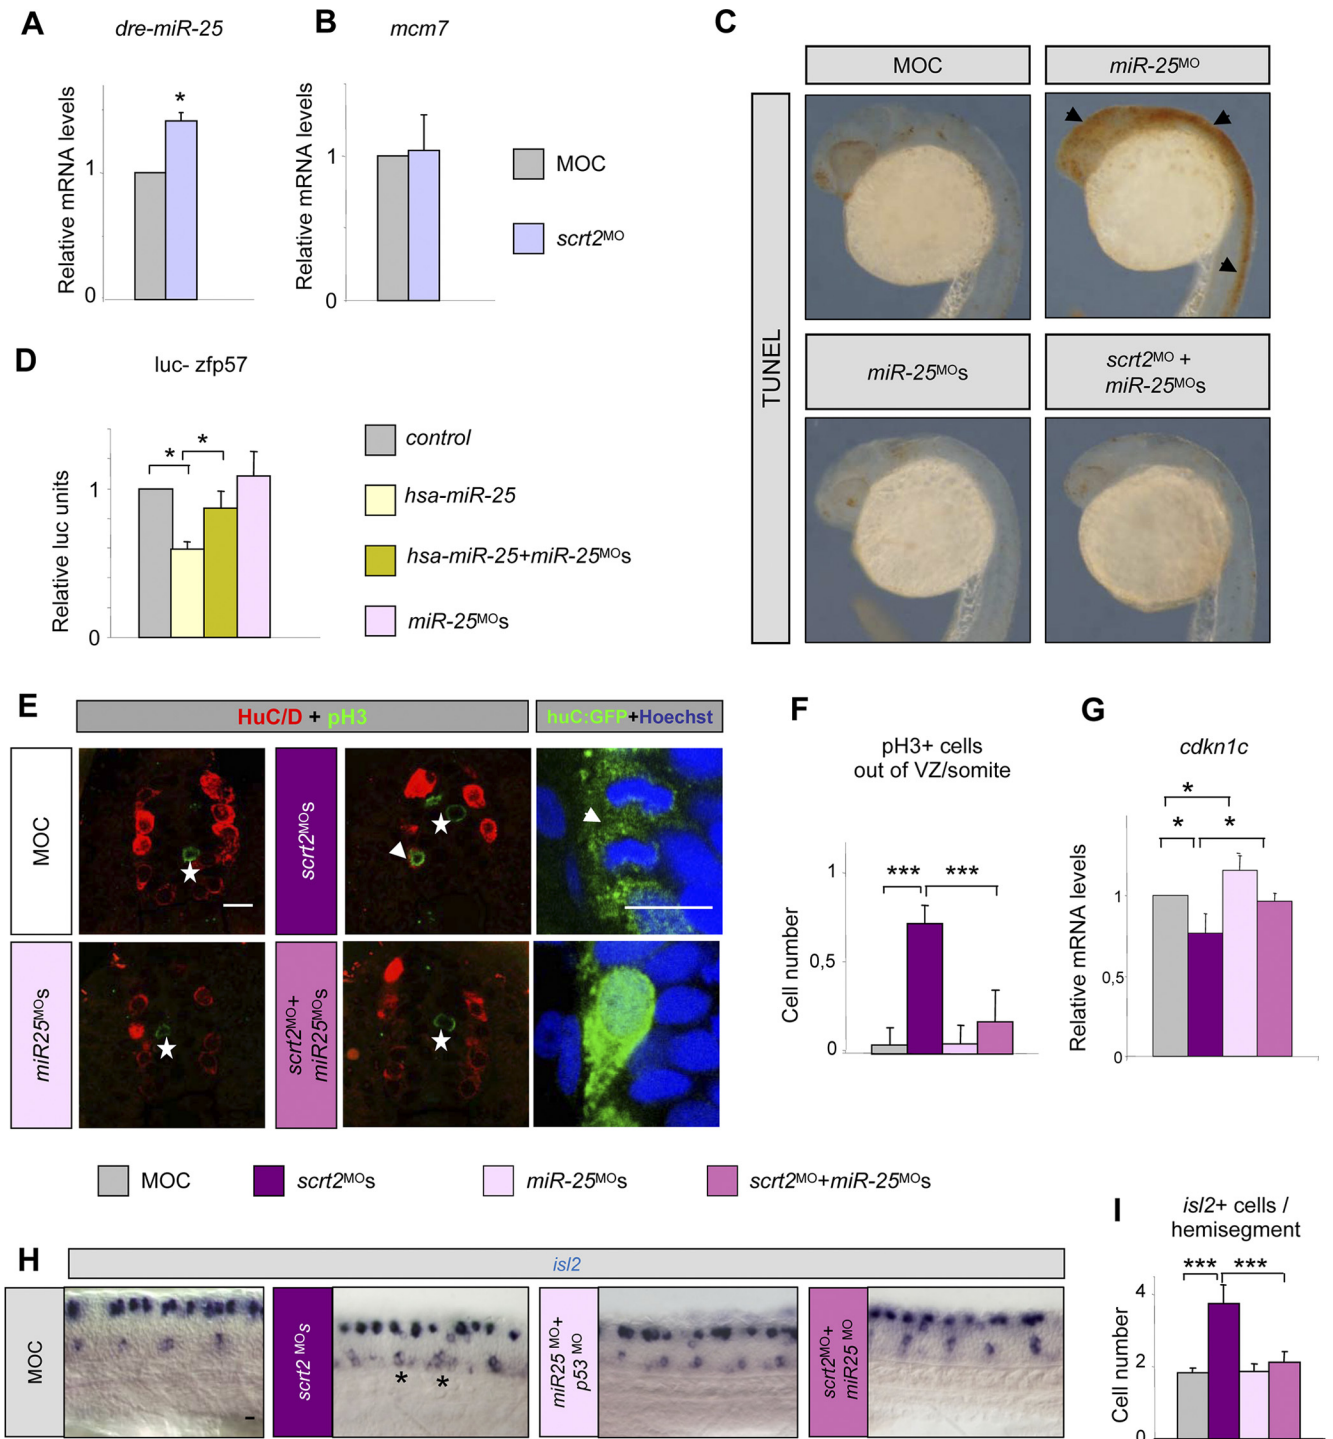 A
dre-miR-25
Relative mRNA levels
1
0
*
B
mcm7
Relative mRNA levels
1
0
MOC
scrt2MO
C
MOC
miR-25MO
TUNEL
miR-25MOs
scrt2MO +
miR-25MOs
D
luc- zfp57
Relative luc units
1
0
*
*
control
hsa-miR-25
hsa-miR-25+miR-25MOs
miR-25MOs
E
HuC/D + pH3
huC:GFP+Hoechst
MOC
scrt2MOs
miR25MOs
scrt2MO+
miR25MOs
F
pH3+ cells
out of VZ/somite
Cell number
1
0,5
0
***
***
G
cdkn1c
Relative mRNA levels
1
0,5
0
*
*
*
MOC
scrt2MOs
miR-25MOs
scrt2MO+miR-25MOs
H
isl2
MOC
scrt2 MOs
*
*
miR25 MO+
p53 MO
scrt2MO+
miR25 MO
I
isl2+ cells /
hemisegment
Cell number
4
2
0
***
***